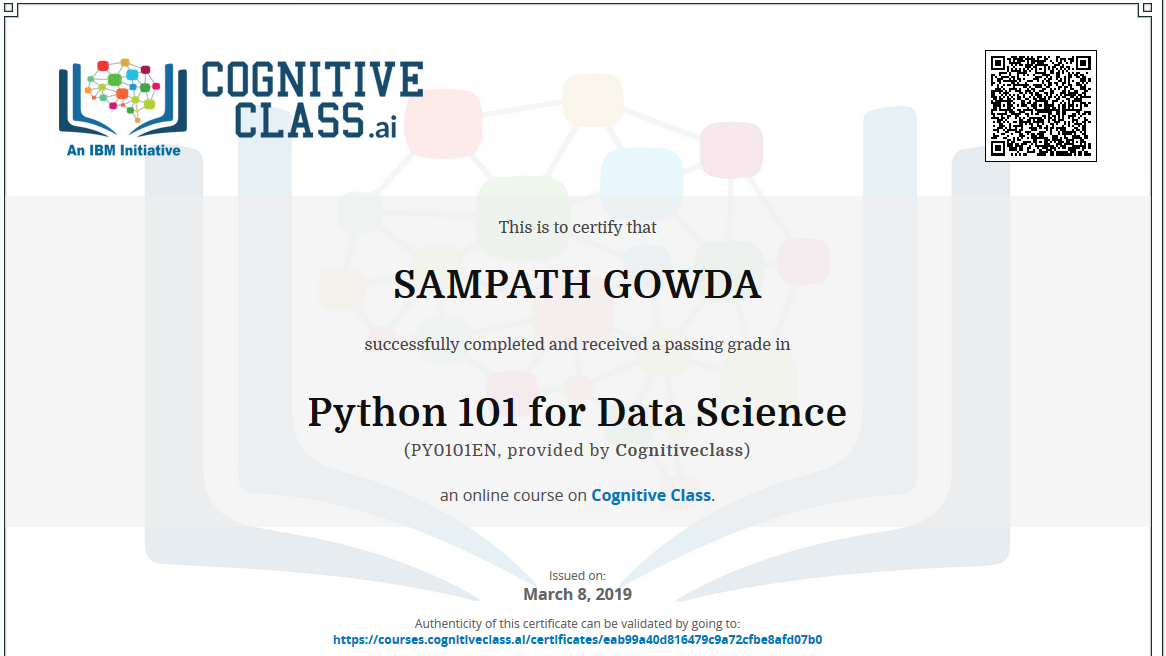 COGNITIVE
CLASS.ai
An IBM Initiative
This is to certify that
SAMPATH GOWDA
successfully completed and received a passing grade in
Python 101 for Data Science
(PY0101EN, provided by Cognitiveclass)
an online course on Cognitive Class.
Issued on:
March 8, 2019
Authenticity of this certificate can be validated by going to:
https://courses.cognitiveclass.ai/certificates/eab99a40d816479c9a72cfbe8afd07b0